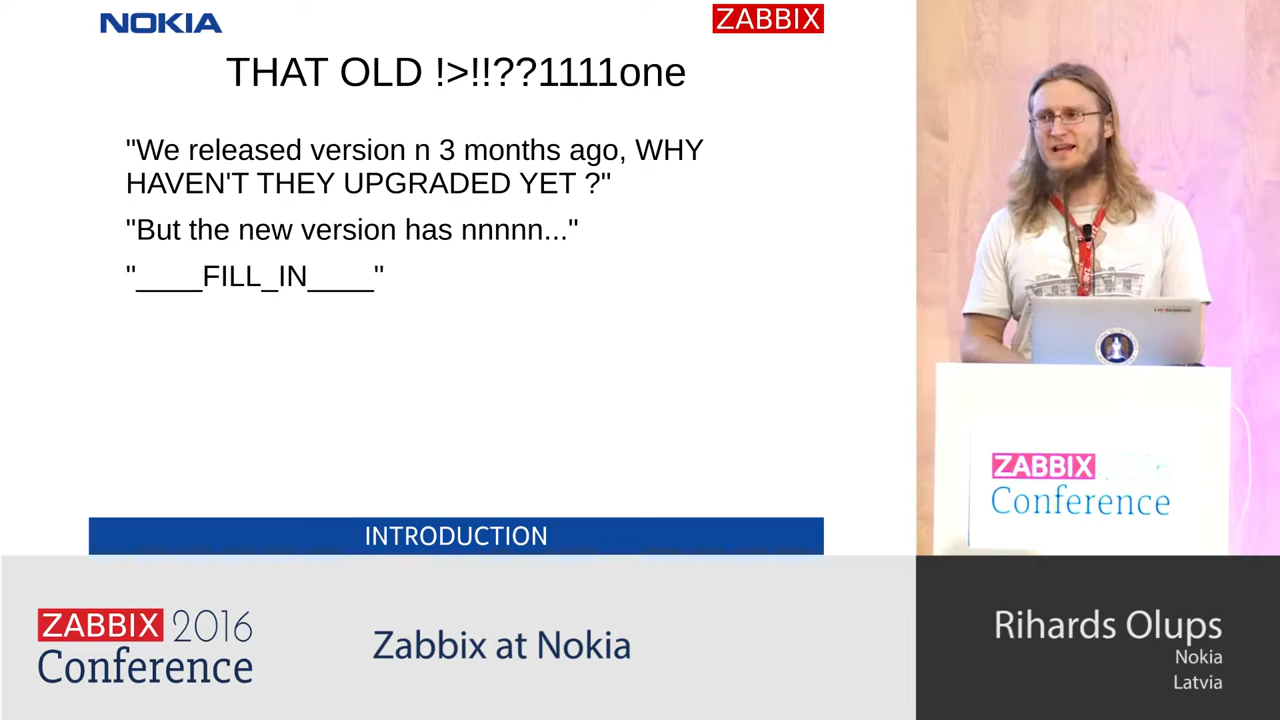 NOKIA
ZABBIX
THAT OLD !>!!??1111one
"We released version n 3 months ago, WHY
HAVEN'T THEY UPGRADED YET ?"
"But the new version has nnnnn..."
"____FILL_IN____"
INTRODUCTION
ZABBIX 2016
Conference
ZABBIX 2016
Conference
Zabbix at Nokia
Rihards Olups
Nokia
Latvia